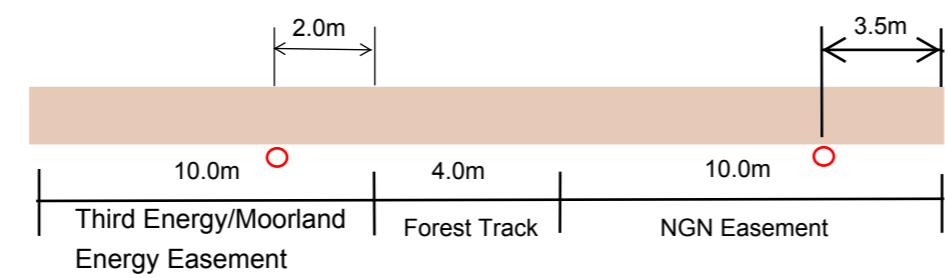 2.0m
3.5m
10.0m
4.0m
10.0m
Third Energy/Moorland
Energy Easement
Forest Track
NGN Easement